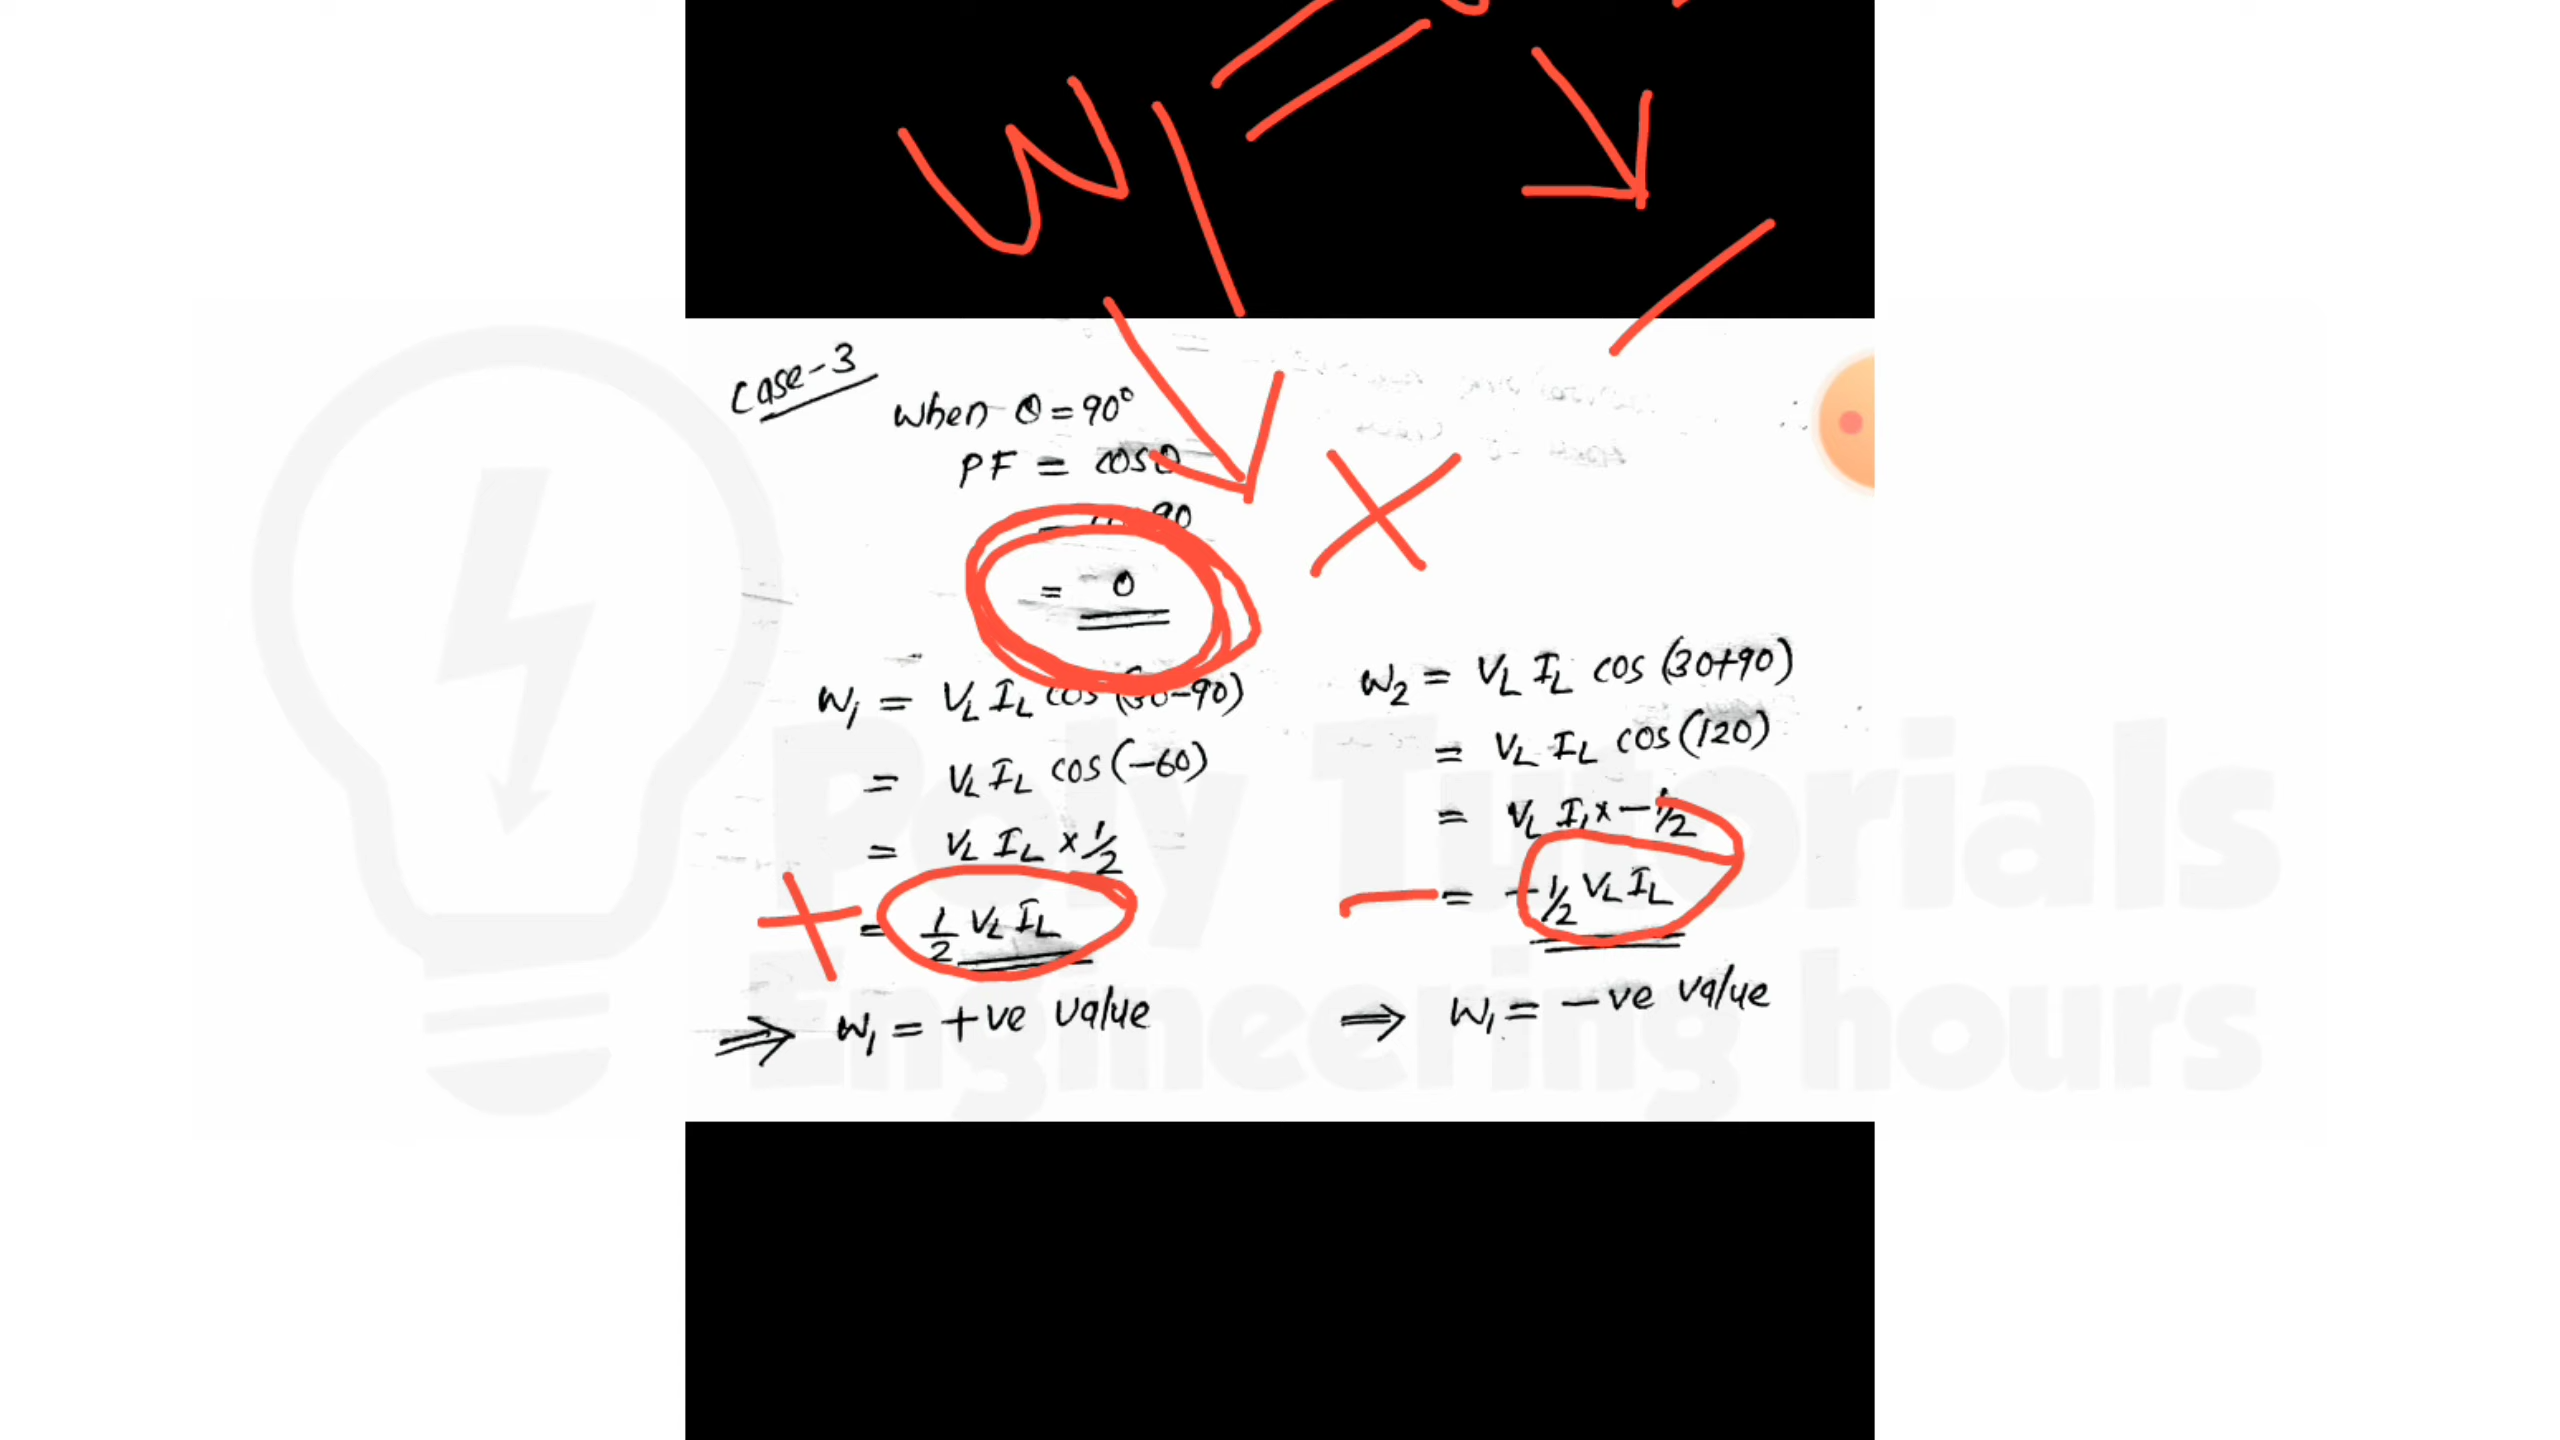 W1 =
Case-3
When θ = 90°
PF = cosθ
= 90
= 0
W1 = VL IL cos (30-90)
= VL IL cos (-60)
= VL IL × 1/2
= 1/2 VL IL
⇒ W1 = +ve value
W2 = VL IL cos (30+90)
= VL IL cos (120)
= VL IL × -1/2
= -1/2 VL IL
⇒ W1 = -ve value
+
-
×
Poly Tutorials
Engineering hours